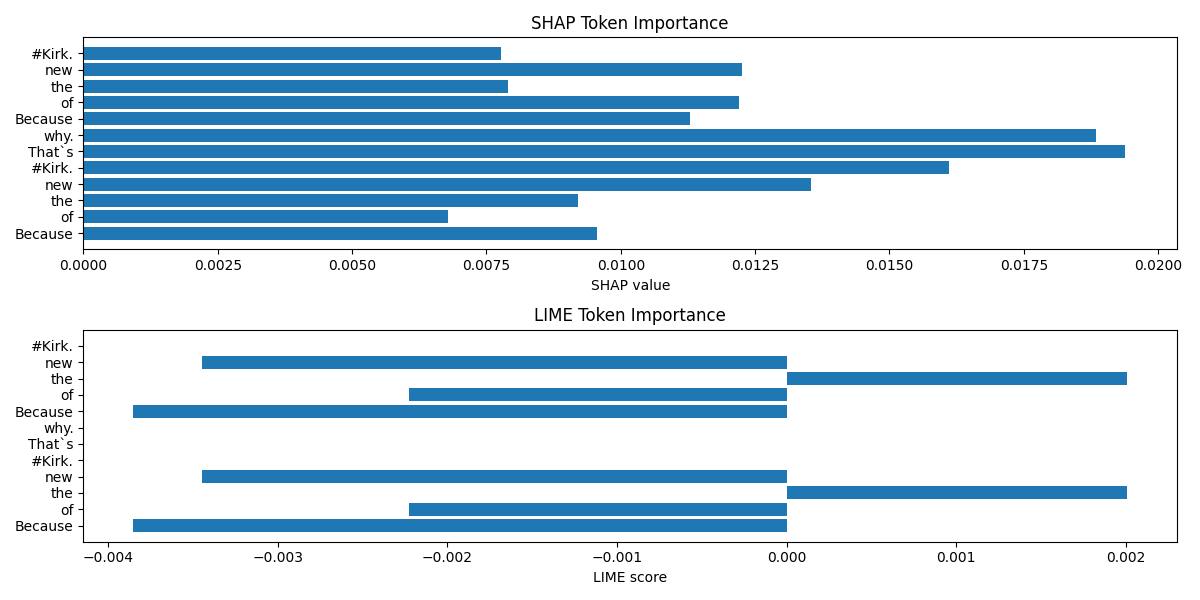 SHAP Token Importance
#Kirk.
new
the
of
Because
why.
That`s
#Kirk.
new
the
of
Because
0.0000 0.0025 0.0050 0.0075 0.0100 0.0125 0.0150 0.0175 0.0200
SHAP value
LIME Token Importance
#Kirk.
new
the
of
Because
why.
That`s
#Kirk.
new
the
of
Because
−0.004 −0.003 −0.002 −0.001 0.000 0.001 0.002
LIME score